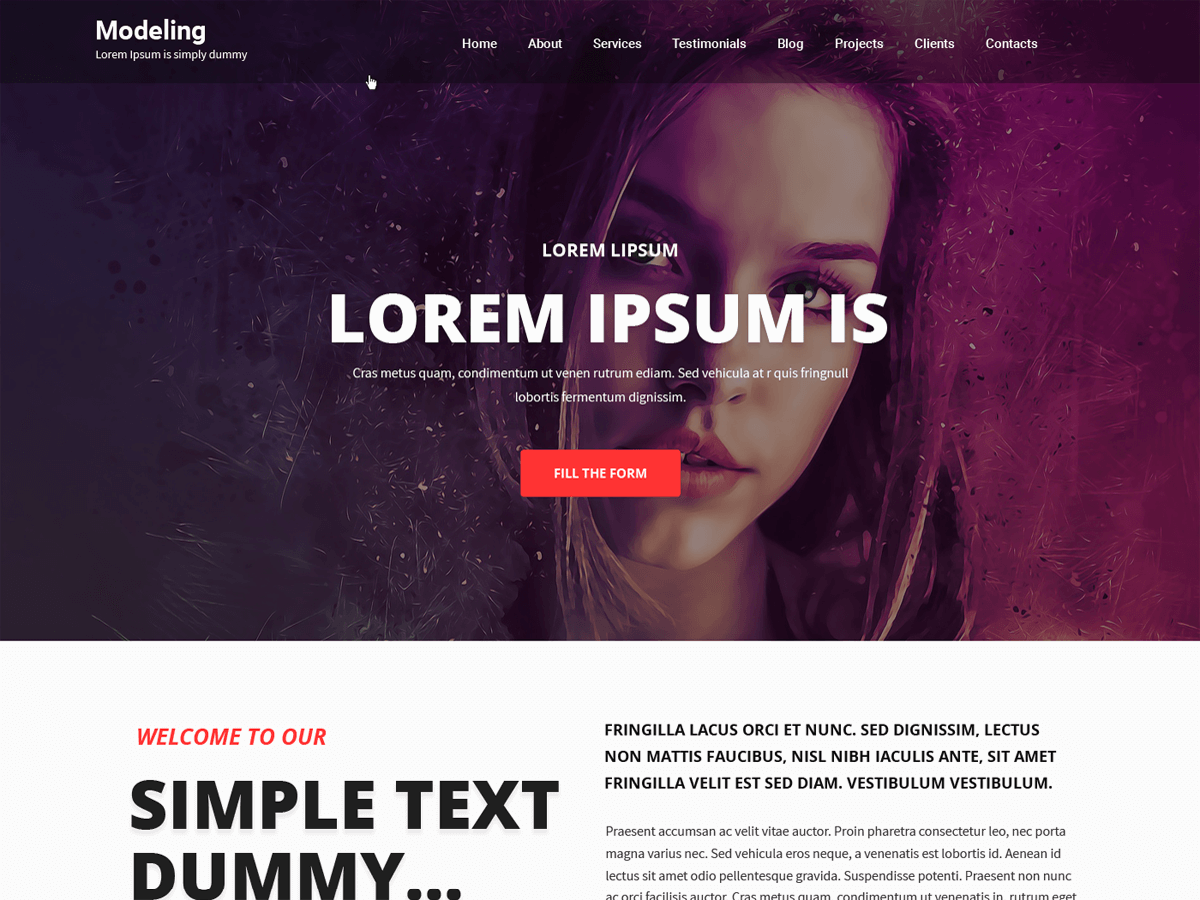 Modeling
Lorem Ipsum is simply dummy
Home About Services Testimonials Blog Projects Clients Contacts
LOREM LIPSUM
LOREM IPSUM IS
Cras metus quam, condimentum ut venen rutrum ediam. Sed vehicula at r quis fringnull
lobortis fermentum dignissim.
FILL THE FORM
WELCOME TO OUR
SIMPLE TEXT
DUMMY...
FRINGILLA LACUS ORCI ET NUNC. SED DIGNISSIM, LECTUS
NON MATTIS FAUCIBUS, NISL NIBH IACULIS ANTE, SIT AMET
FRINGILLA VELIT EST SED DIAM. VESTIBULUM VESTIBULUM.
Praesent accumsan ac velit vitae auctor. Proin pharetra consectetur leo, nec porta
magna varius nec. Sed vehicula eros neque, a venenatis est lobortis id. Aenean id
lectus sit amet odio pellentesque gravida. Suspendisse potenti. Praesent non nunc
ac orci facilisis auctor. Cras metus quam, condimentum ut venenatis in, rutrum eget